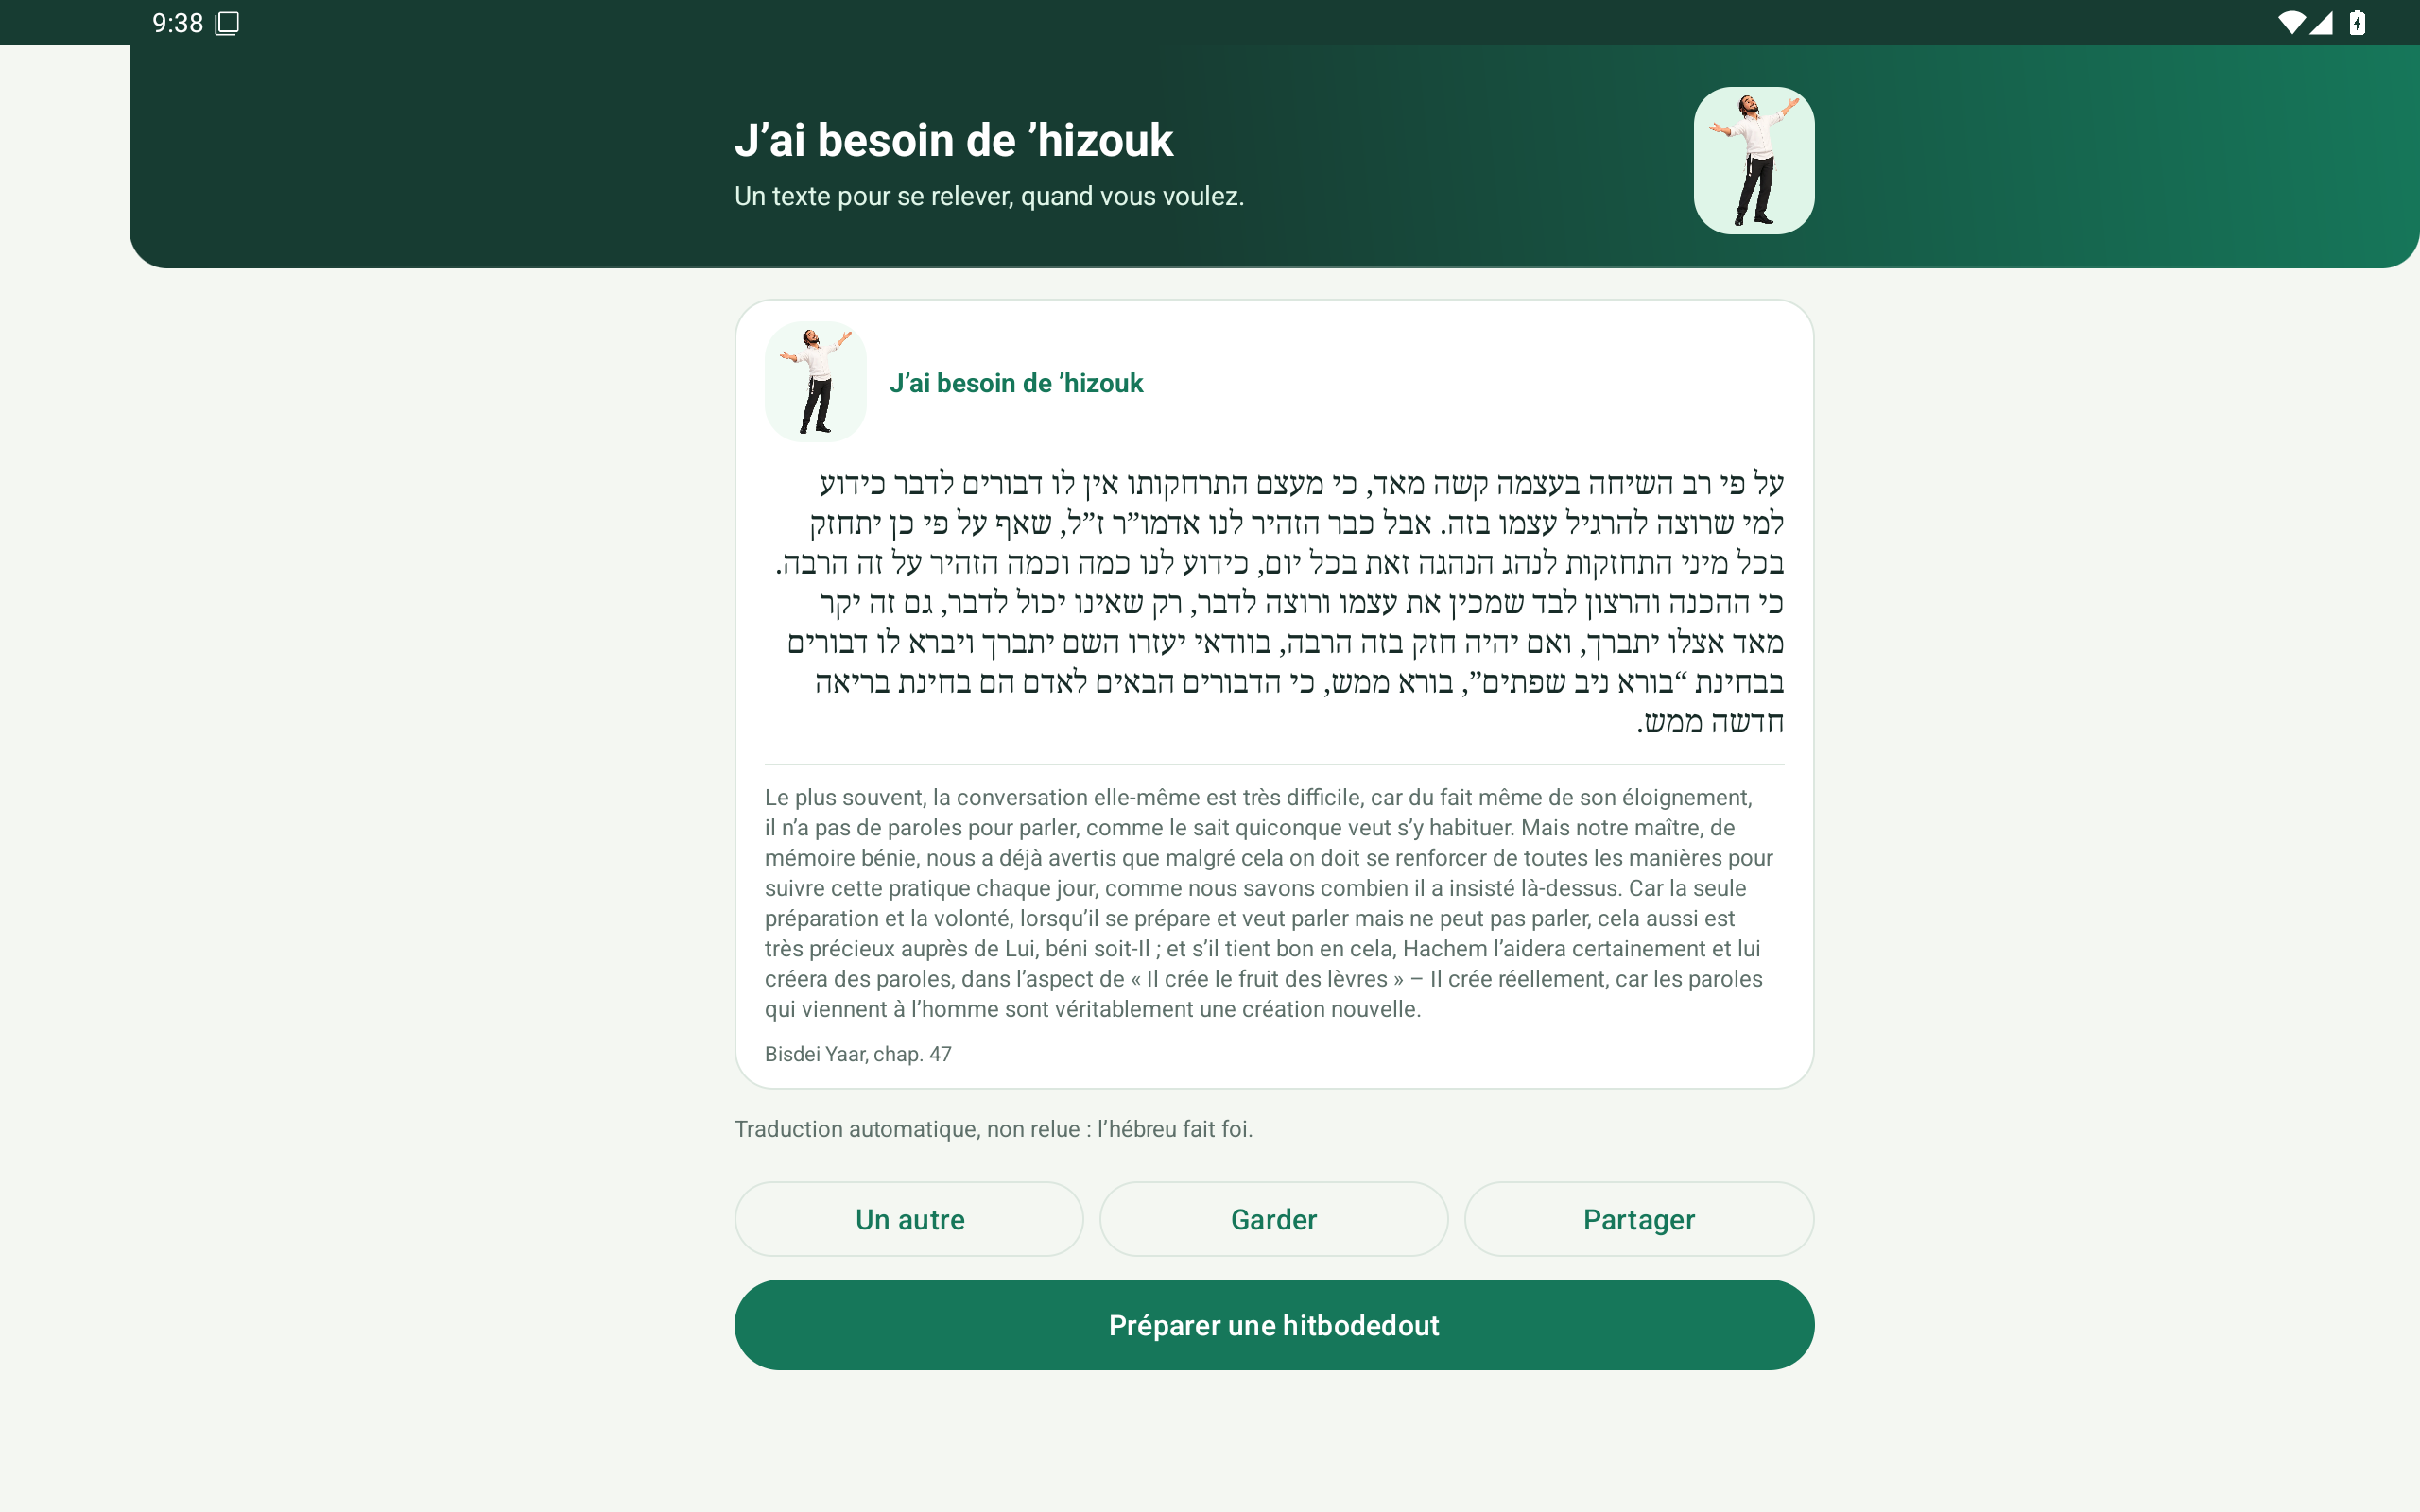 9:38
J’ai besoin de ’hizouk
Un texte pour se relever, quand vous voulez.
J’ai besoin de ’hizouk
על פי רב השיחה בעצמה קשה מאד, כי מעצם התרחקותו אין לו דבורים לדבר כידוע
למי שרוצה להרגיל עצמו בזה. אבל כבר הזהיר לנו אדמו”ר ז”ל, שאף על פי כן יתחזק
בכל מיני התחזקות לנהג הנהגה זאת בכל יום, כידוע לנו כמה וכמה הזהיר על זה הרבה.
כי ההכנה והרצון לבד שמכין את עצמו ורוצה לדבר, רק שאינו יכול לדבר, גם זה יקר
מאד אצלו יתברך, ואם יהיה חזק בזה הרבה, בוודאי יעזרו השם יתברך ויברא לו דבורים
בבחינת “בורא ניב שפתים”, בורא ממש, כי הדבורים הבאים לאדם הם בחינת בריאה
חדשה ממש.
Le plus souvent, la conversation elle-même est très difficile, car du fait même de son éloignement,
il n’a pas de paroles pour parler, comme le sait quiconque veut s’y habituer. Mais notre maître, de
mémoire bénie, nous a déjà avertis que malgré cela on doit se renforcer de toutes les manières pour
suivre cette pratique chaque jour, comme nous savons combien il a insisté là-dessus. Car la seule
préparation et la volonté, lorsqu’il se prépare et veut parler mais ne peut pas parler, cela aussi est
très précieux auprès de Lui, béni soit-Il ; et s’il tient bon en cela, Hachem l’aidera certainement et lui
créera des paroles, dans l’aspect de « Il crée le fruit des lèvres » – Il crée réellement, car les paroles
qui viennent à l’homme sont véritablement une création nouvelle.
Bisdei Yaar, chap. 47
Traduction automatique, non relue : l’hébreu fait foi.
Un autre
Garder
Partager
Préparer une hitbodedout